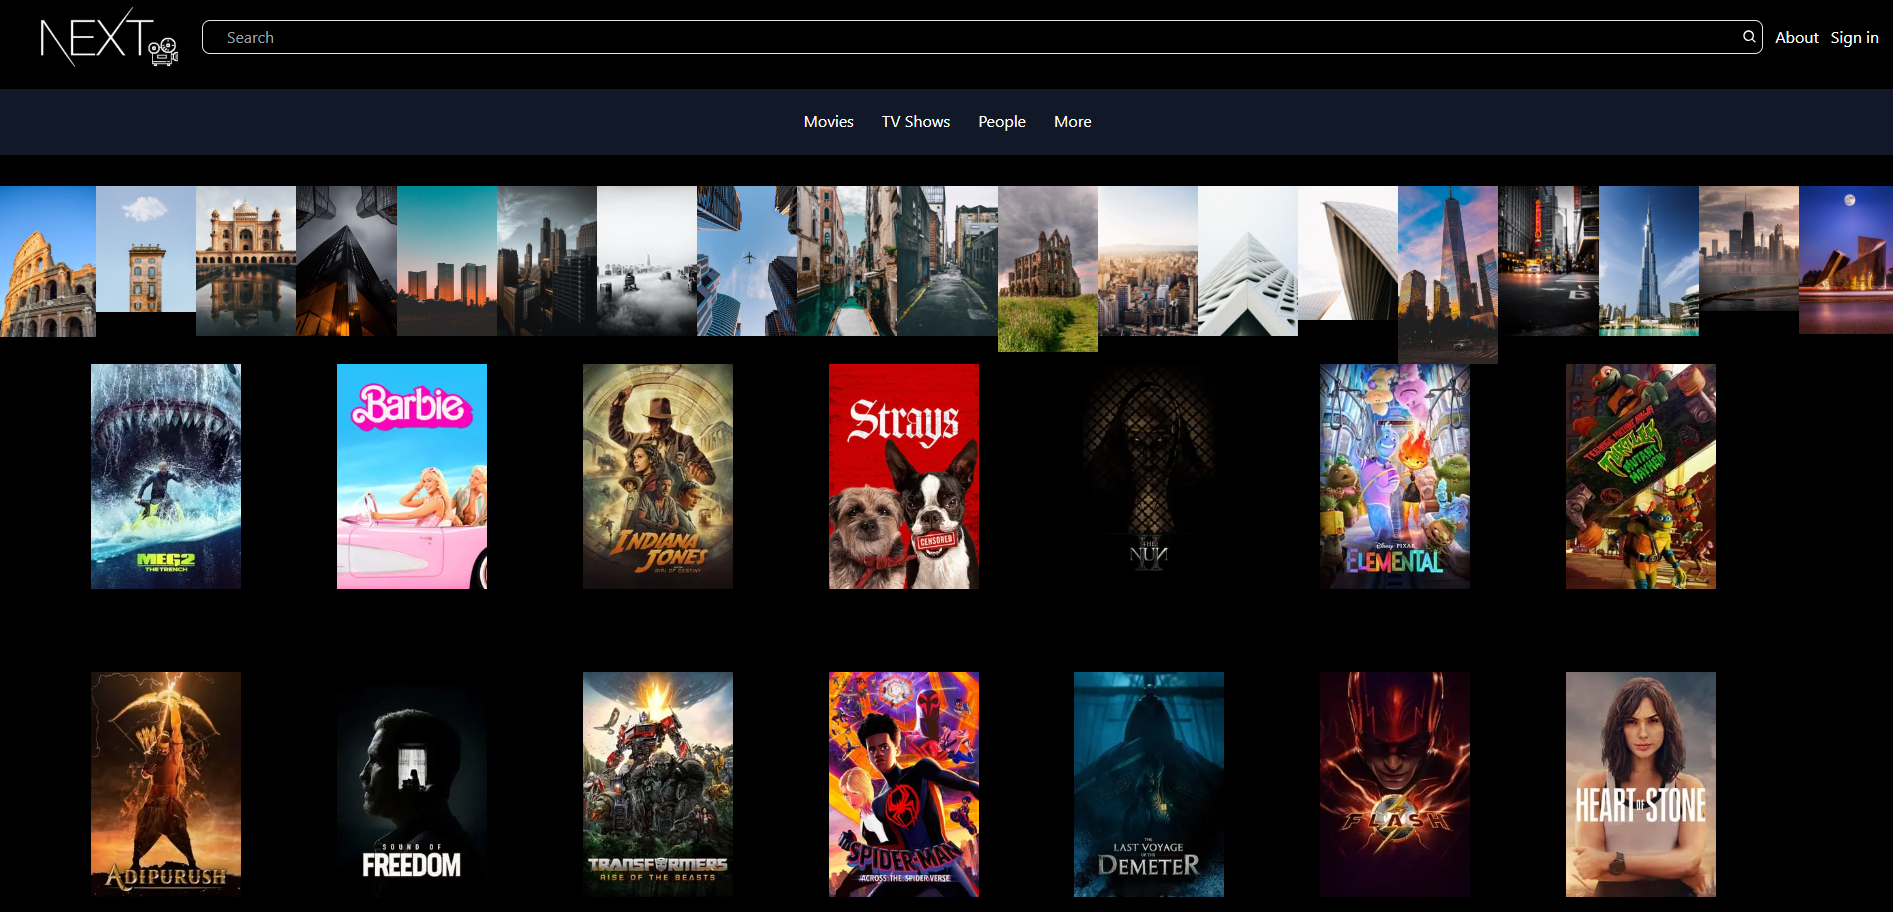 NEXT
Search
About Sign in
Movies TV Shows People More
MEG2
THE TRENCH
Barbie
INDIANA
JONES
AND THE
DIAL OF DESTINY
Strays
CENSORED
THE
NUN
II
Disney PIXAR
ELEMENTAL
TEENAGE MUTANT NINJA
TURTLES
MUTANT
MAYHEM
ADIPURUSH
SOUND OF
FREEDOM
TRANSFORMERS
RISE OF THE BEASTS
SPIDER-MAN
ACROSS THE SPIDER-VERSE
THE
LAST VOYAGE
OF THE
DEMETER
FLASH
HEART OF STONE